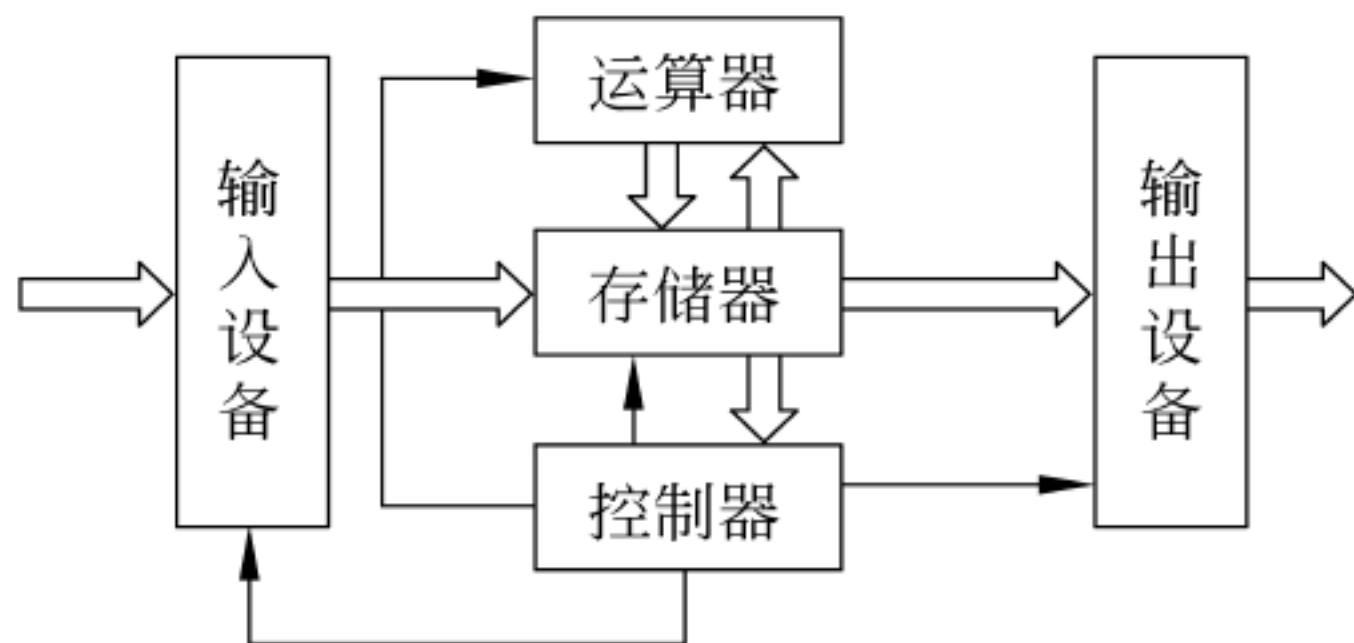 运算器
输入设备
存储器
输出设备
控制器